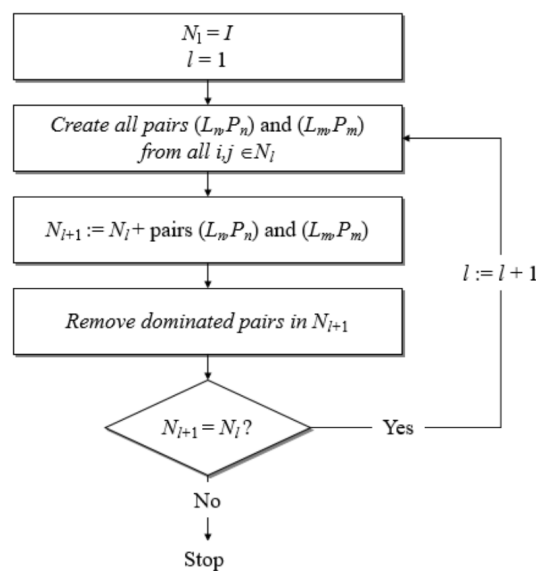 N₁ = I
l = 1
Create all pairs (Lₙ,Pₙ) and (Lₘ,Pₘ)
from all i,j ∈Nₗ
Nₗ₊₁ := Nₗ + pairs (Lₙ,Pₙ) and (Lₘ,Pₘ)
l := l + 1
Remove dominated pairs in Nₗ₊₁
Nₗ₊₁ = Nₗ?
Yes
No
Stop